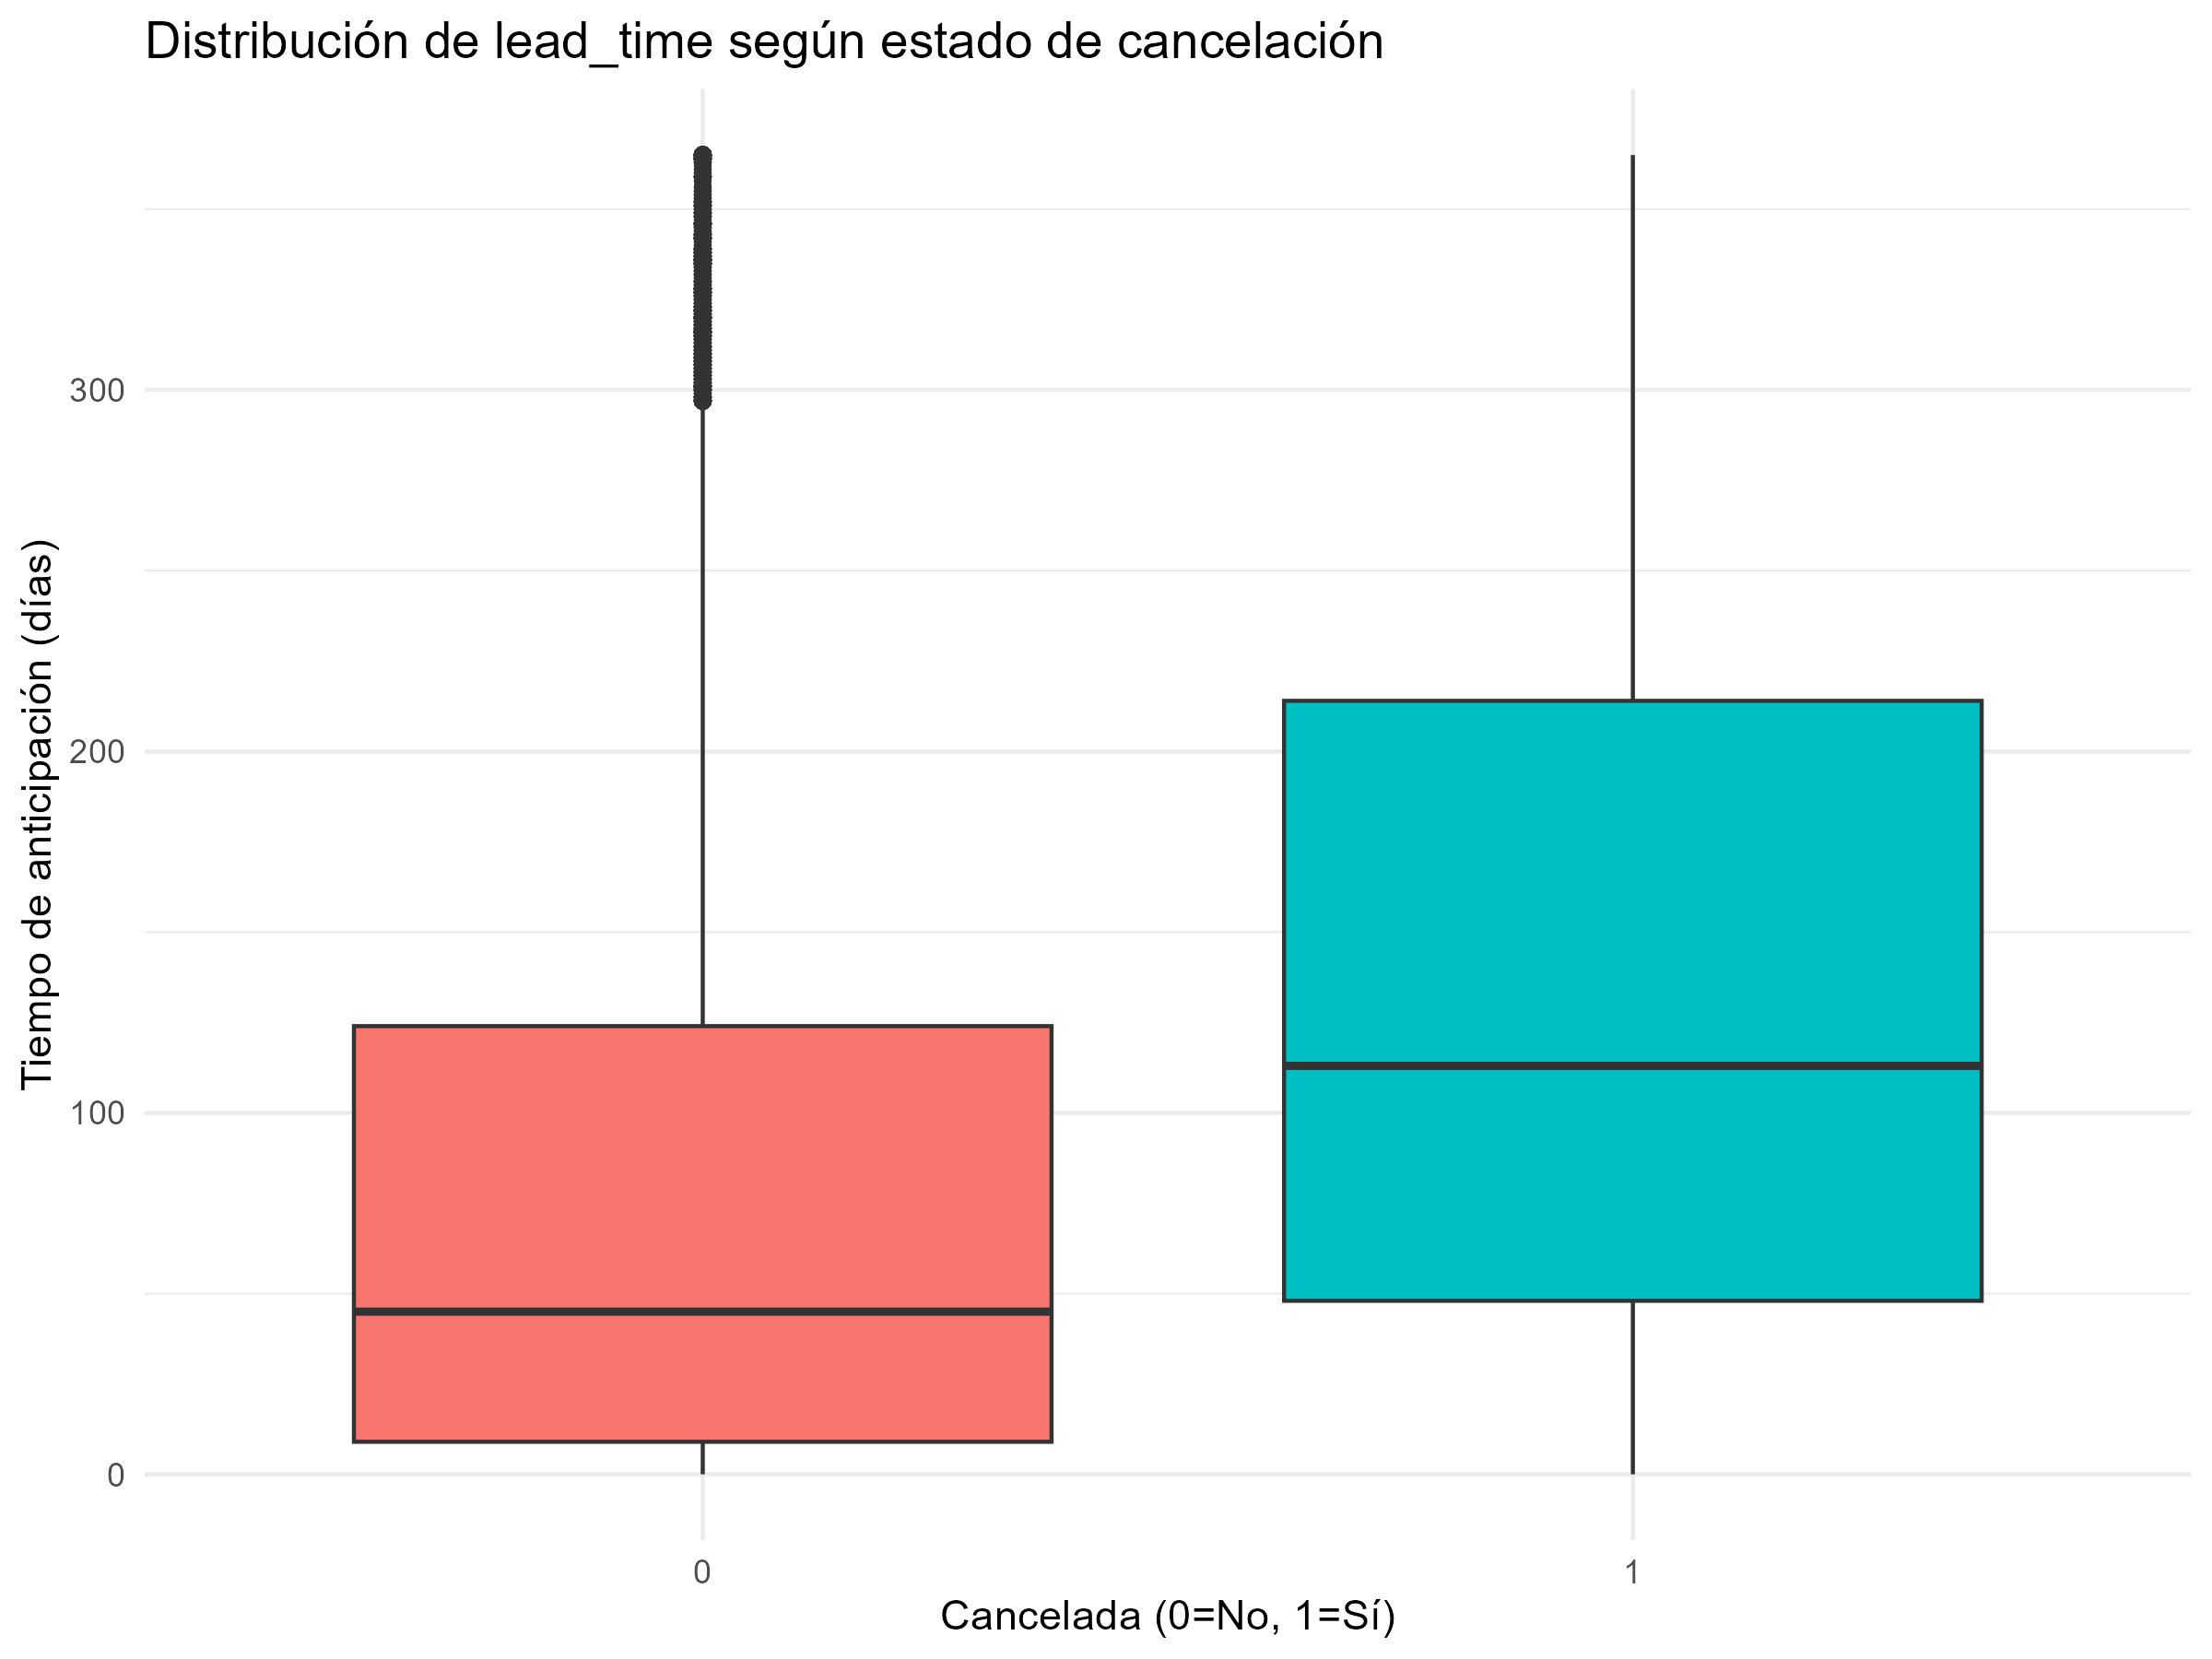 Distribución de lead_time según estado de cancelación
Tiempo de anticipación (días)
300
200
100
0
0
1
Cancelada (0=No, 1=Sí)